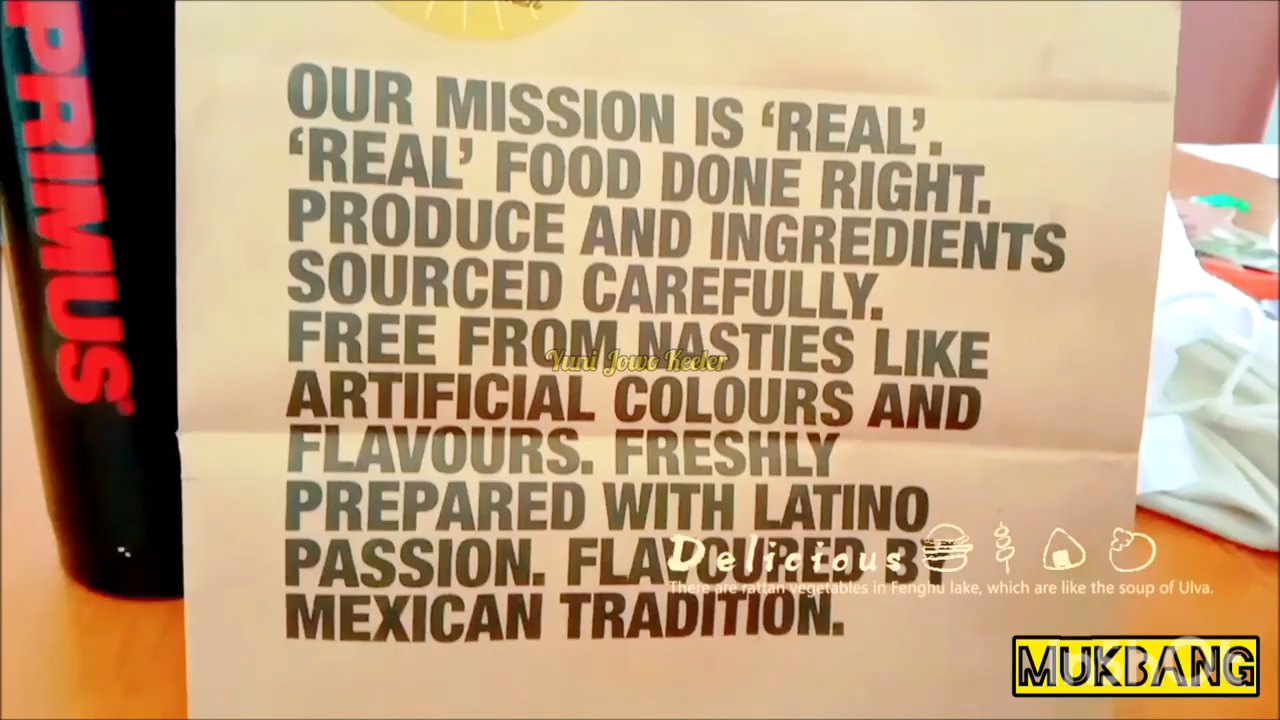 PRIMUS
OUR MISSION IS ‘REAL’.
‘REAL’ FOOD DONE RIGHT.
PRODUCE AND INGREDIENTS
SOURCED CAREFULLY.
FREE FROM NASTIES LIKE
ARTIFICIAL COLOURS AND
FLAVOURS. FRESHLY
PREPARED WITH LATINO
PASSION. FLAVOURED BY
MEXICAN TRADITION.
Yuni Jowo Keeler
Delicious
There are rattan vegetables in Fenghu lake, which are like the soup of Ulva.
MUKBANG